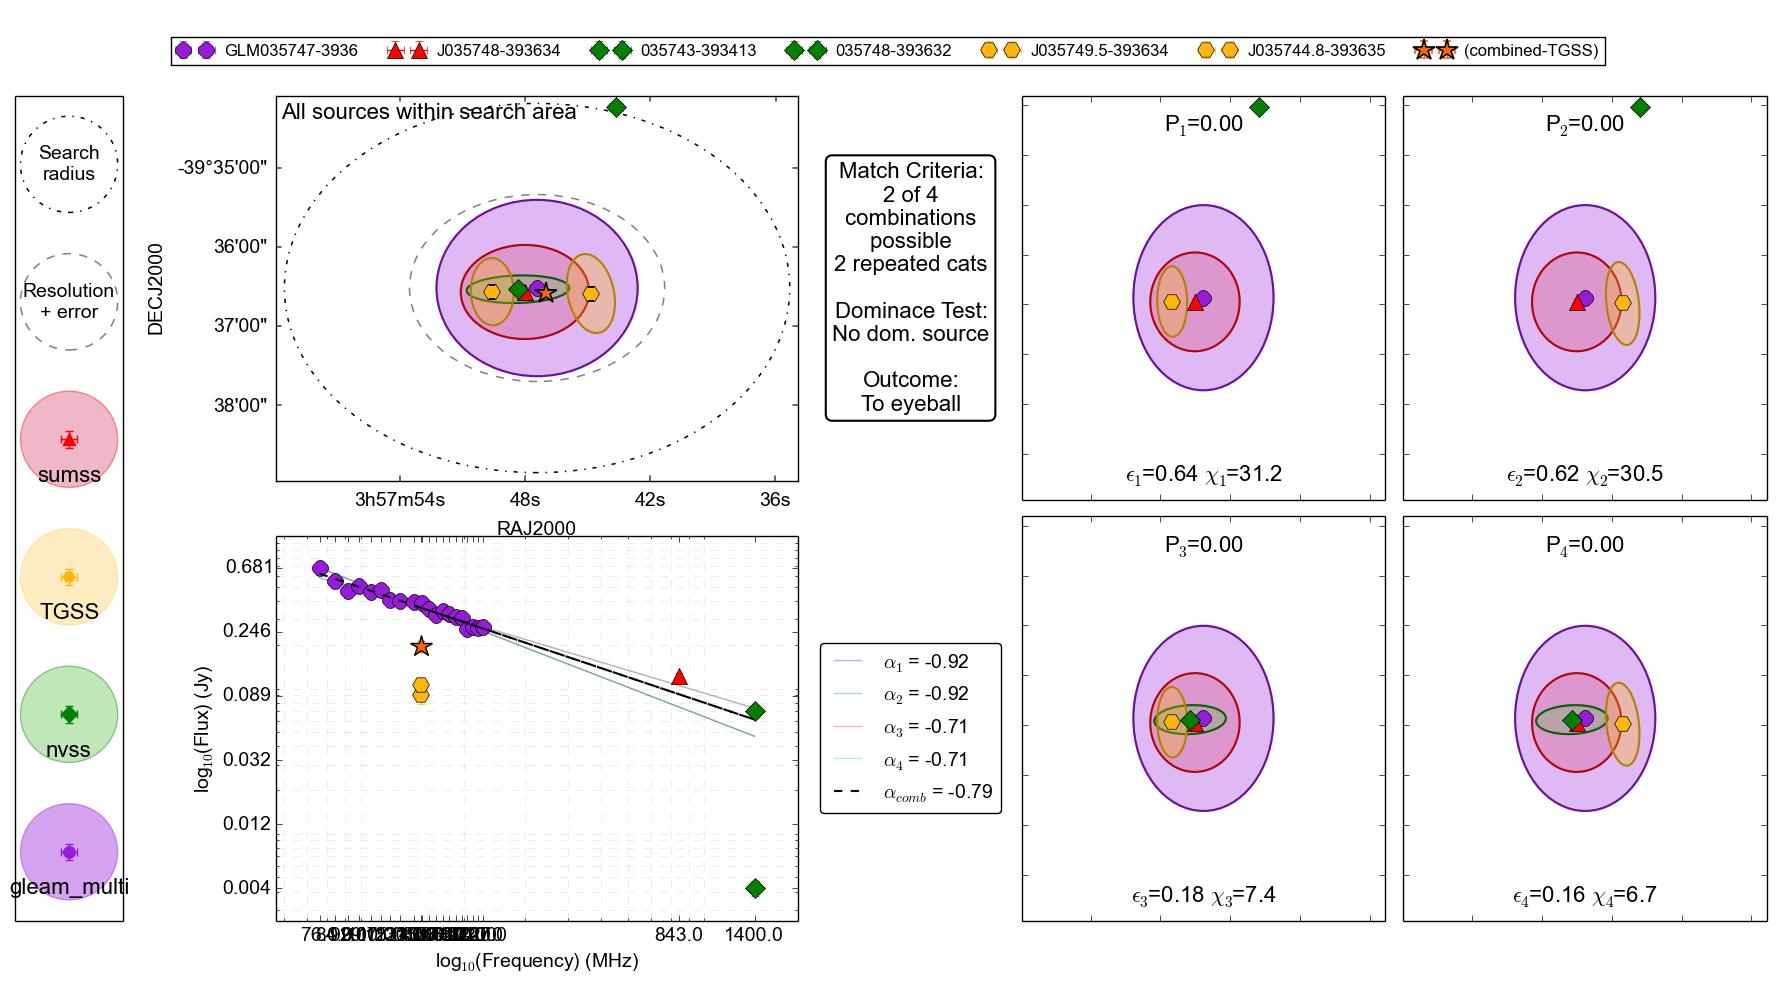 GLM035747-3936 J035748-393634 035743-393413 035748-393632 J035749.5-393634 J035744.8-393635 (combined-TGSS)
Search
radius
Resolution
+ error
sumss
TGSS
nvss
gleam_multi
All sources within search area
DECJ2000
-39°35'00"
36'00"
37'00"
38'00"
3h57m54s 48s 42s 36s
RAJ2000
Match Criteria:
2 of 4
combinations
possible
2 repeated cats
Dominace Test:
No dom. source
Outcome:
To eyeball
P1=0.00
ϵ1=0.64 χ1=31.2
P2=0.00
ϵ2=0.62 χ2=30.5
log10(Flux) (Jy)
0.681
0.246
0.089
0.032
0.012
0.004
843.0 1400.0
log10(Frequency) (MHz)
α1 = -0.92
α2 = -0.92
α3 = -0.71
α4 = -0.71
αcomb = -0.79
P3=0.00
ϵ3=0.18 χ3=7.4
P4=0.00
ϵ4=0.16 χ4=6.7